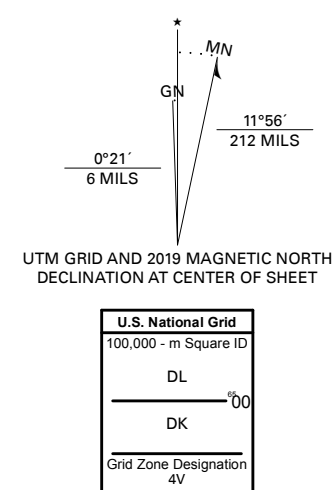 ★
MN
GN
11°56´
212 MILS
0°21´
6 MILS
UTM GRID AND 2019 MAGNETIC NORTH
DECLINATION AT CENTER OF SHEET
U.S. National Grid
100,000 - m Square ID
DL
6500
DK
Grid Zone Designation
4V